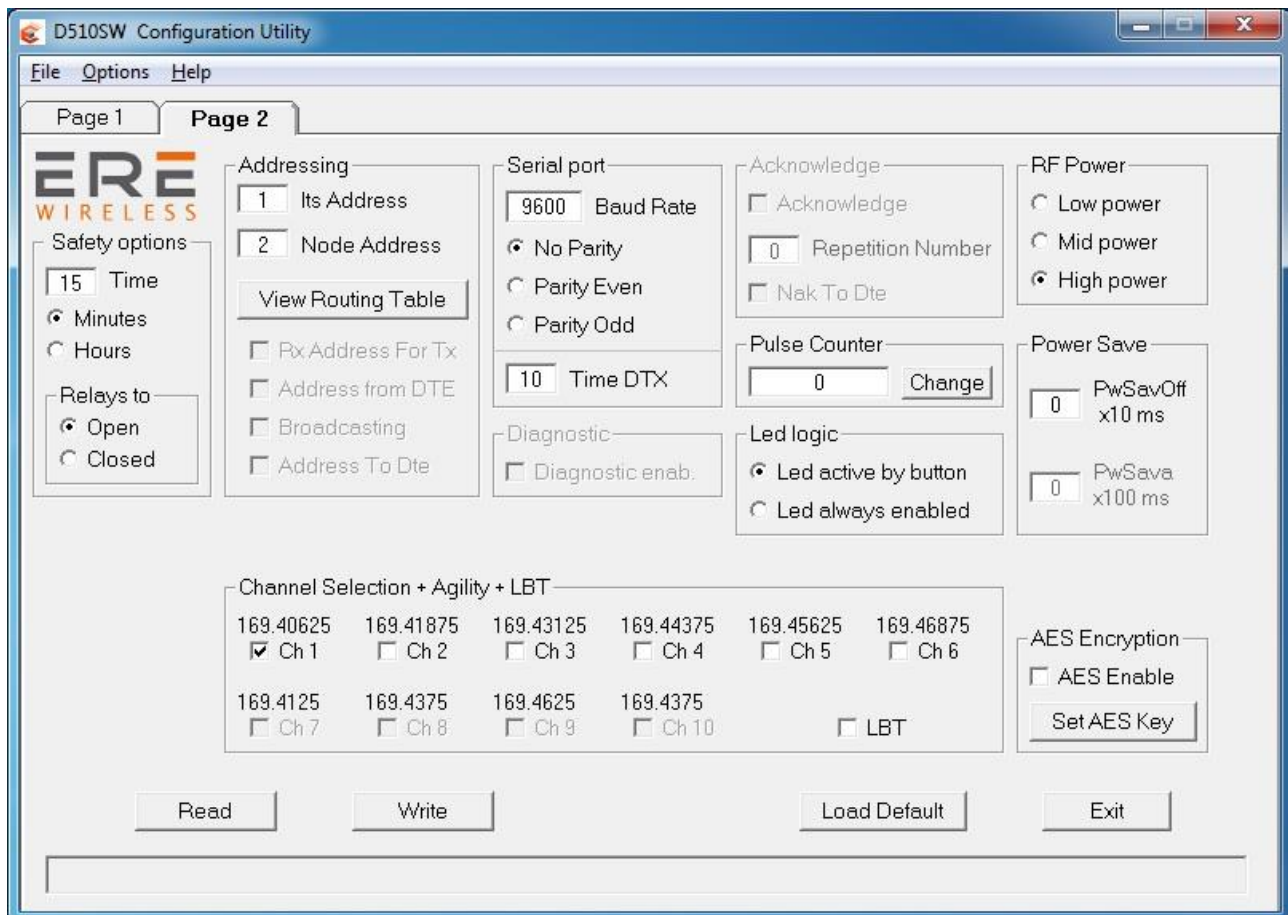 D510SW Configuration Utility
File Options Help
Page 1 Page 2
ERE
WIRELESS
Safety options
15 Time
Minutes
Hours
Relays to
Open
Closed
Addressing
1 Its Address
2 Node Address
View Routing Table
Rx Address For Tx
Address from DTE
Broadcasting
Address To Dte
Serial port
9600 Baud Rate
No Parity
Parity Even
Parity Odd
10 Time DTX
Diagnostic
Diagnostic enab.
Acknowledge
Acknowledge
0 Repetition Number
Nak To Dte
Pulse Counter
0 Change
Led logic
Led active by button
Led always enabled
RF Power
Low power
Mid power
High power
Power Save
0 PwSavOff
x10 ms
0 PwSava
x100 ms
Channel Selection + Agility + LBT
169.40625 169.41875 169.43125 169.44375 169.45625 169.46875
Ch 1 Ch 2 Ch 3 Ch 4 Ch 5 Ch 6
169.4125 169.4375 169.4625 169.4375
Ch 7 Ch 8 Ch 9 Ch 10 LBT
AES Encryption
AES Enable
Set AES Key
Read Write Load Default Exit